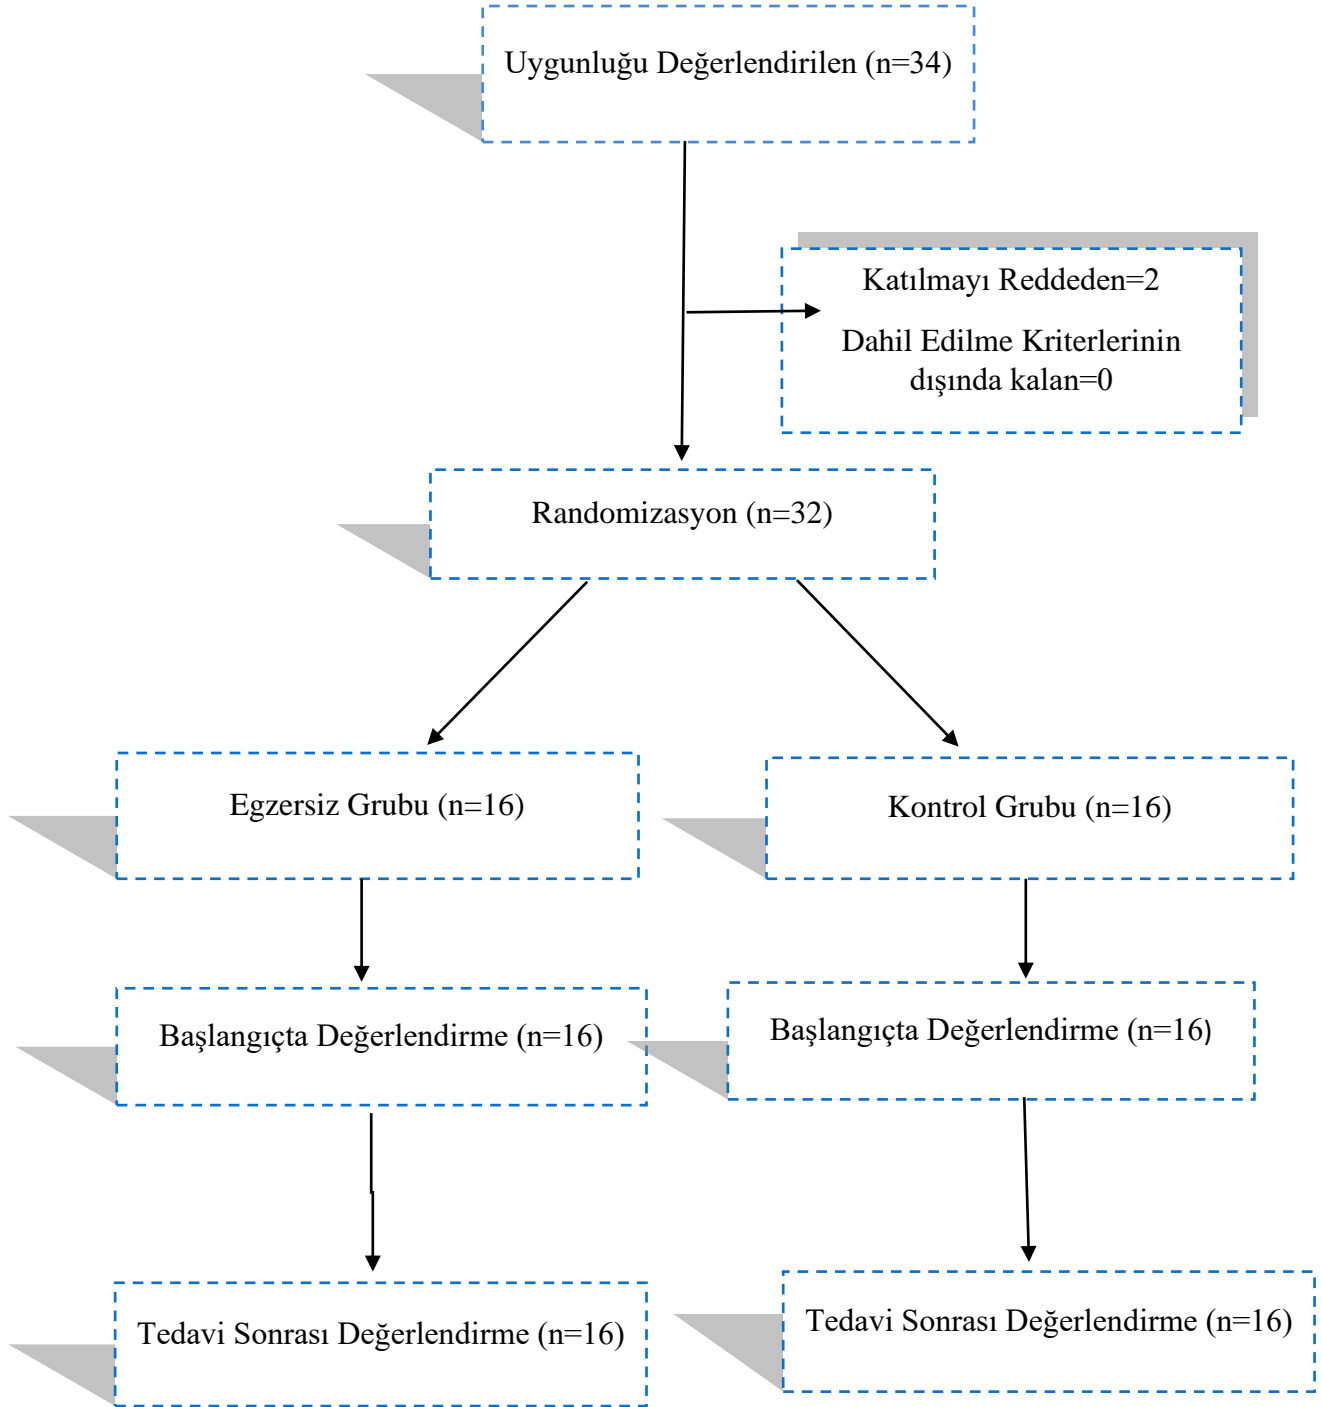 Uygunluğu Değerlendirilen (n=34)
Katılmayı Reddeden=2
Dahil Edilme Kriterlerinin
dışında kalan=0
Randomizasyon (n=32)
Egzersiz Grubu (n=16)
Kontrol Grubu (n=16)
Başlangıçta Değerlendirme (n=16)
Başlangıçta Değerlendirme (n=16)
Tedavi Sonrası Değerlendirme (n=16)
Tedavi Sonrası Değerlendirme (n=16)